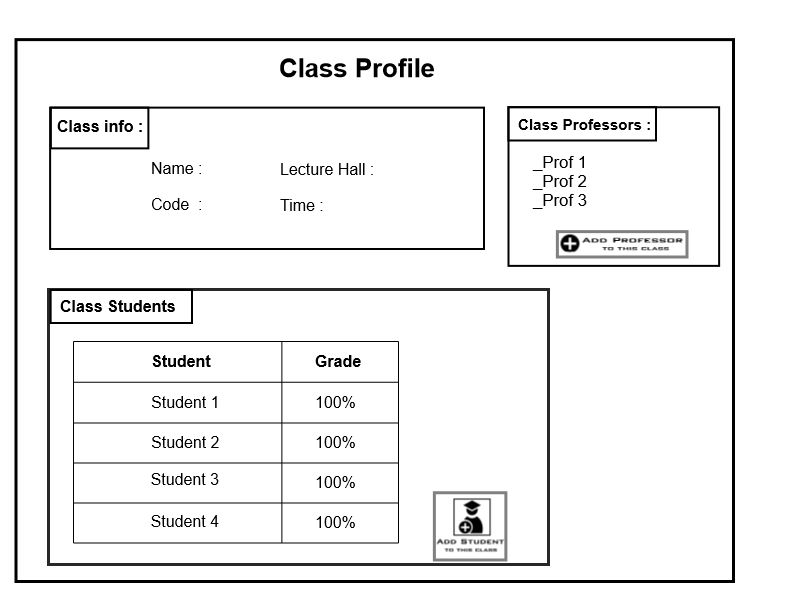 Class Profile
Class info :
Name :
Lecture Hall :
Code  :
Time :
Class Professors :
_Prof 1
_Prof 2
_Prof 3
Add Professor
to this class
Class Students
Student Grade
Student 1 100%
Student 2 100%
Student 3 100%
Student 4 100%
Add Student
to this class